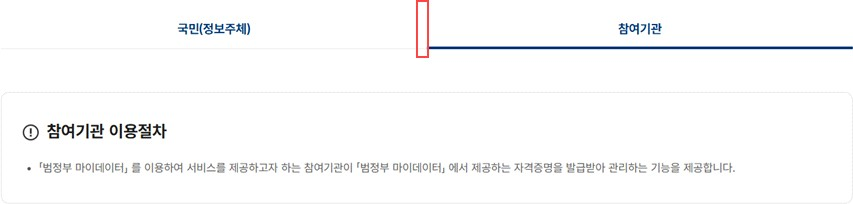 국민(정보주체)
참여기관
참여기관 이용절차
• 「범정부 마이데이터」 를 이용하여 서비스를 제공하고자 하는 참여기관이 「범정부 마이데이터」 에서 제공하는 자격증명을 발급받아 관리하는 기능을 제공합니다.